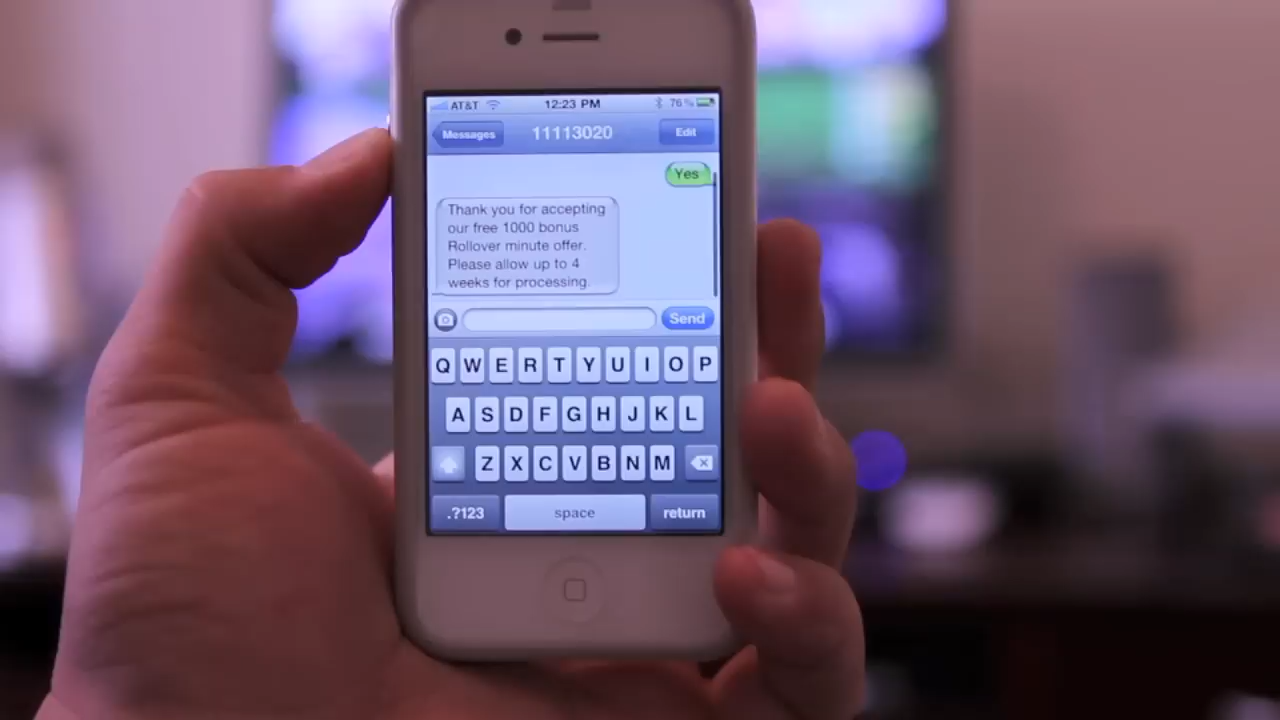 AT&T 12:23 PM 76%
Messages 11113020 Edit
Yes
Thank you for accepting
our free 1000 bonus
Rollover minute offer.
Please allow up to 4
weeks for processing.
Send
Q W E R T Y U I O P
A S D F G H J K L
Z X C V B N M
.?123 space return